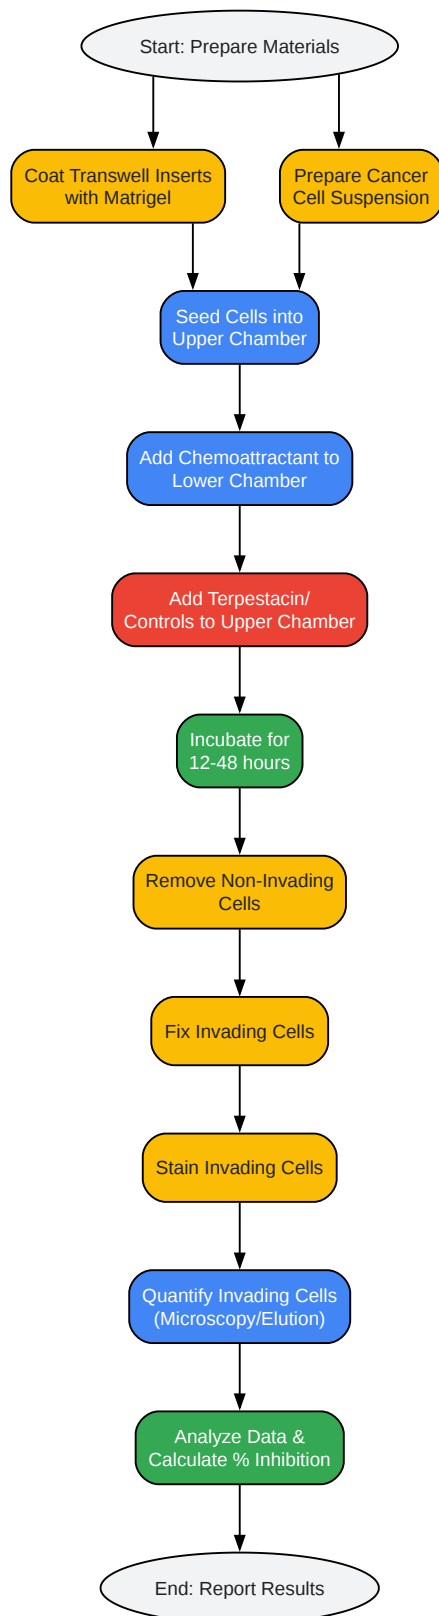 Start: Prepare Materials
Coat Transwell Inserts
with Matrigel
Prepare Cancer
Cell Suspension
Seed Cells into
Upper Chamber
Add Chemoattractant to
Lower Chamber
Add Terpestacin/
Controls to Upper Chamber
Incubate for
12-48 hours
Remove Non-Invading
Cells
Fix Invading Cells
Stain Invading Cells
Quantify Invading Cells
(Microscopy/Elution)
Analyze Data &
Calculate % Inhibition
End: Report Results